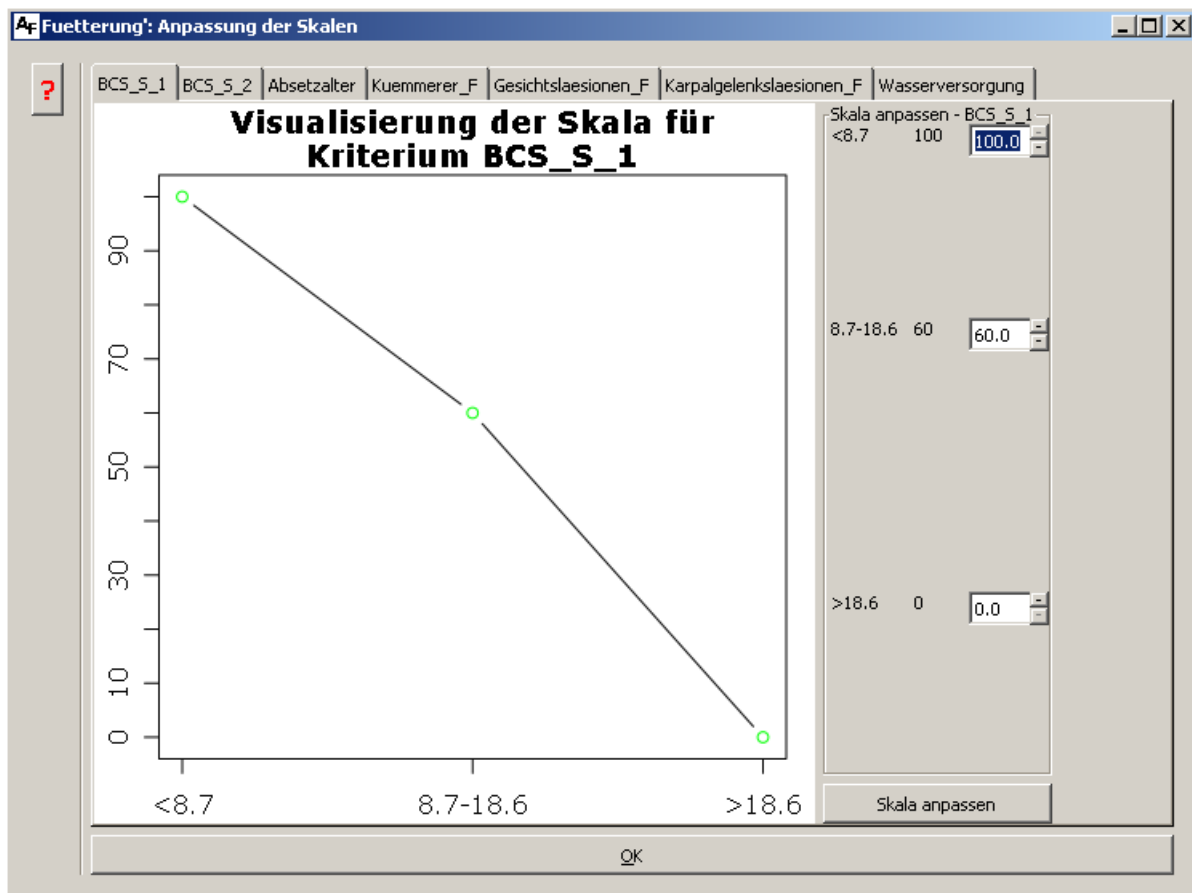 AF Fuetterung': Anpassung der Skalen
?
BCS_S_1 BCS_S_2 Absetzalter Kuemmerer_F Gesichtslaesionen_F Karpalgelenkslaesionen_F Wasserversorgung
Visualisierung der Skala für
Kriterium BCS_S_1
90
70
50
30
10
0
<8.7 8.7-18.6 >18.6
Skala anpassen - BCS_S_1
<8.7 100 100.0
8.7-18.6 60 60.0
>18.6 0 0.0
Skala anpassen
OK